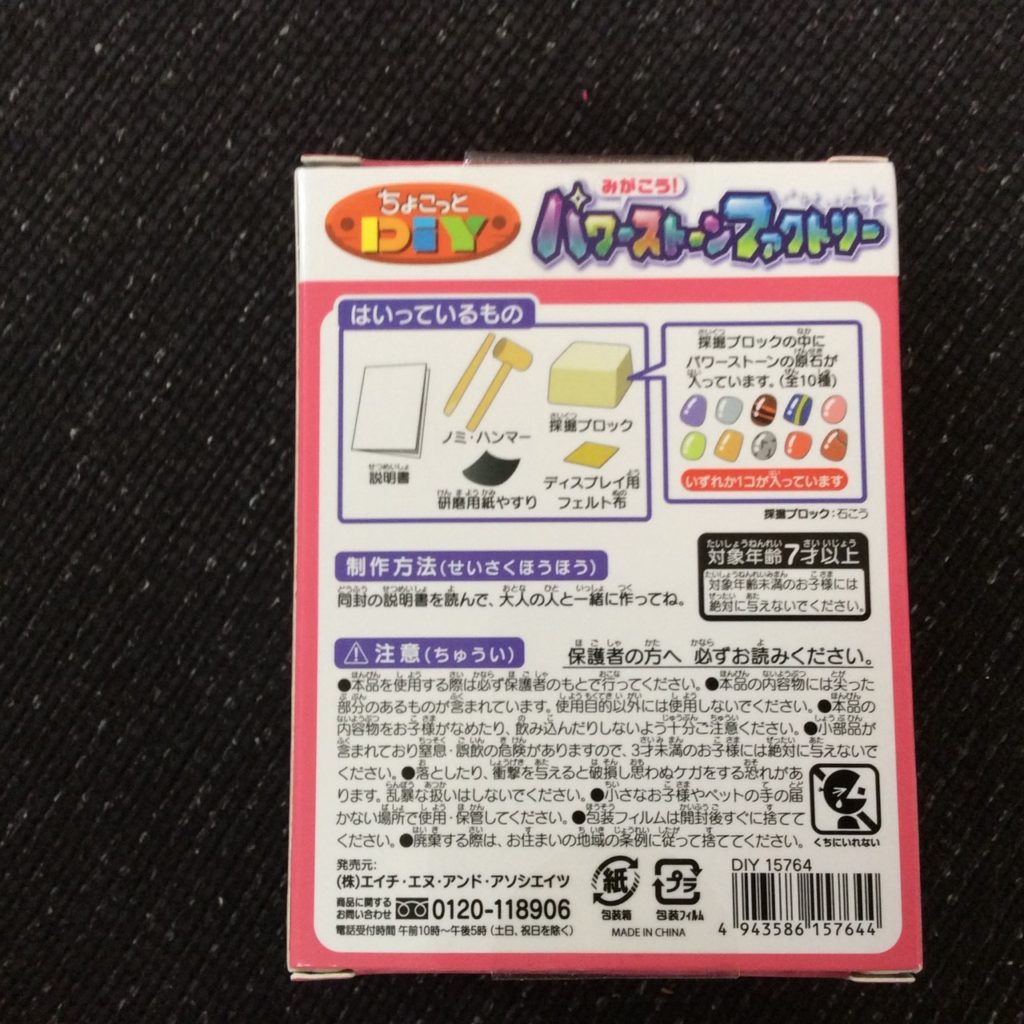 ちょこっと
DIY
みがこう!
パワーストーンファクトリー
はいっているもの
説明書
ノミ・ハンマー
研磨用紙やすり
採掘ブロック
ディスプレイ用
フェルト布
採掘ブロックの中に
パワーストーンの原石が
入っています。(全10種)
いずれか1コが入っています
採掘ブロック:石こう
制作方法(せいさくほうほう)
同封の説明書を読んで、大人の人と一緒に作ってね。
対象年齢7才以上
対象年齢未満のお子様には
絶対に与えないでください。
注意(ちゅうい)
保護者の方へ 必ずお読みください。
●本品を使用する際は必ず保護者のもとで行ってください。●本品の内容物には尖った
部分のあるものが含まれています。使用目的以外には使用しないでください。●本品の
内容物をお子様がなめたり、飲み込んだりしないよう十分ご注意ください。●小部品が
含まれており窒息・誤飲の危険がありますので、3才未満のお子様には絶対に与えないで
ください。●落としたり、衝撃を与えると破損し思わぬケガをする恐れがあ
ります。乱暴な扱いはしないでください。●小さなお子様やペットの手の届
かない場所で使用・保管してください。●包装フィルムは開封後すぐに捨てて
ください。●廃棄する際は、お住まいの地域の条例に従って捨ててください。
くちにいれない
発売元:
(株)エイチ・エヌ・アンド・アソシエイツ
商品に関する
お問い合わせ
0120-118906
電話受付時間 午前10時〜午後5時(土日、祝日を除く)
紙
包装箱
プラ
包装フィルム
MADE IN CHINA
DIY 15764
4 943586 157644